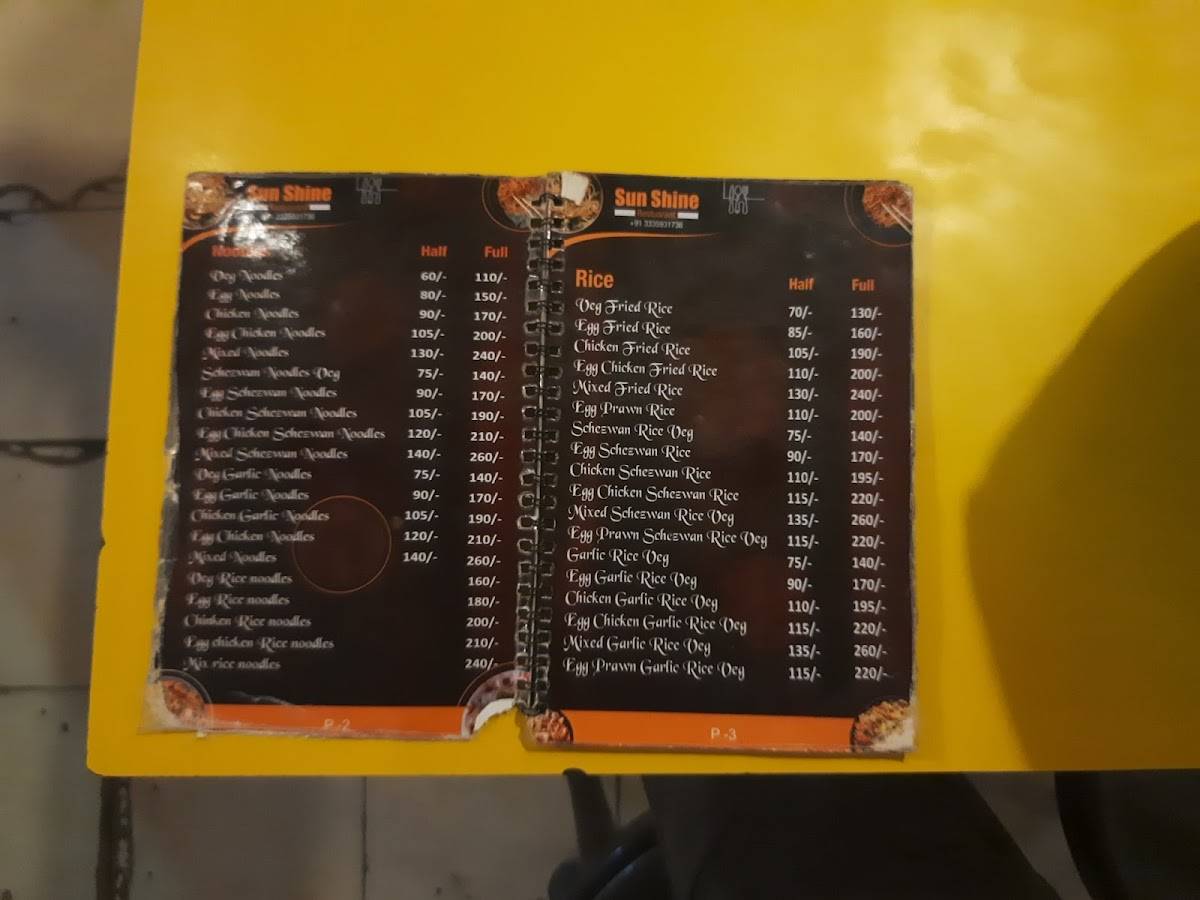 Sun Shine
Noodles Half Full
Veg Noodles 60/- 110/-
Egg Noodles 80/- 150/-
Chicken Noodles 90/- 170/-
Egg Chicken Noodles 105/- 200/-
Mixed Noodles 130/- 240/-
Schezwan Noodles Veg 75/- 140/-
Egg Schezwan Noodles 90/- 170/-
Chicken Schezwan Noodles 105/- 190/-
Egg Chicken Schezwan Noodles 120/- 210/-
Mixed Schezwan Noodles 140/- 260/-
Veg Garlic Noodles 75/- 140/-
Egg Garlic Noodles 90/- 170/-
Chicken Garlic Noodles 105/- 190/-
Egg Chicken Noodles 120/- 210/-
Mixed Noodles 140/- 260/-
Veg Rice noodles 160/-
Egg Rice noodles 180/-
Chinken Rice noodles 200/-
Egg chicken Rice noodles 210/-
Mix rice noodles 240/-
P -2
Sun Shine
+91 3335931736
Rice Half Full
Veg Fried Rice 70/- 130/-
Egg Fried Rice 85/- 160/-
Chicken Fried Rice 105/- 190/-
Egg Chicken Fried Rice 110/- 200/-
Mixed Fried Rice 130/- 240/-
Egg Prawn Rice 110/- 200/-
Schezwan Rice Veg 75/- 140/-
Egg Schezwan Rice 90/- 170/-
Chicken Schezwan Rice 110/- 195/-
Egg Chicken Schezwan Rice 115/- 220/-
Mixed Schezwan Rice Veg 135/- 260/-
Egg Prawn Schezwan Rice Veg 115/- 220/-
Garlic Rice Veg 75/- 140/-
Egg Garlic Rice Veg 90/- 170/-
Chicken Garlic Rice Veg 110/- 195/-
Egg Chicken Garlic Rice Veg 115/- 220/-
Mixed Garlic Rice Veg 135/- 260/-
Egg Prawn Garlic Rice Veg 115/- 220/-
P -3